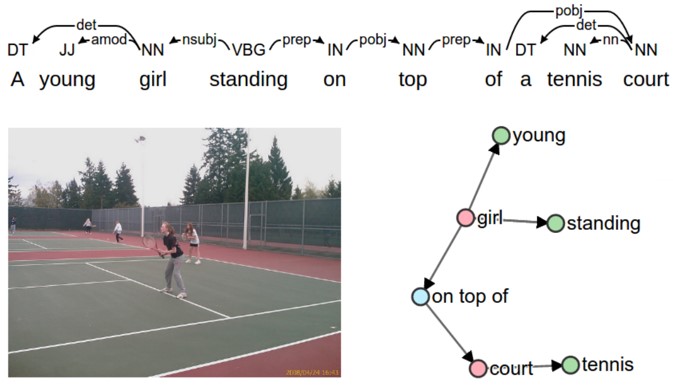 pobj
det det
DT JJ amod NN nsubj VBG prep IN pobj NN prep IN DT NN nn NN
A young girl standing on top of a tennis court
young
girl standing
on top of
court tennis
2008/05/24 16:43